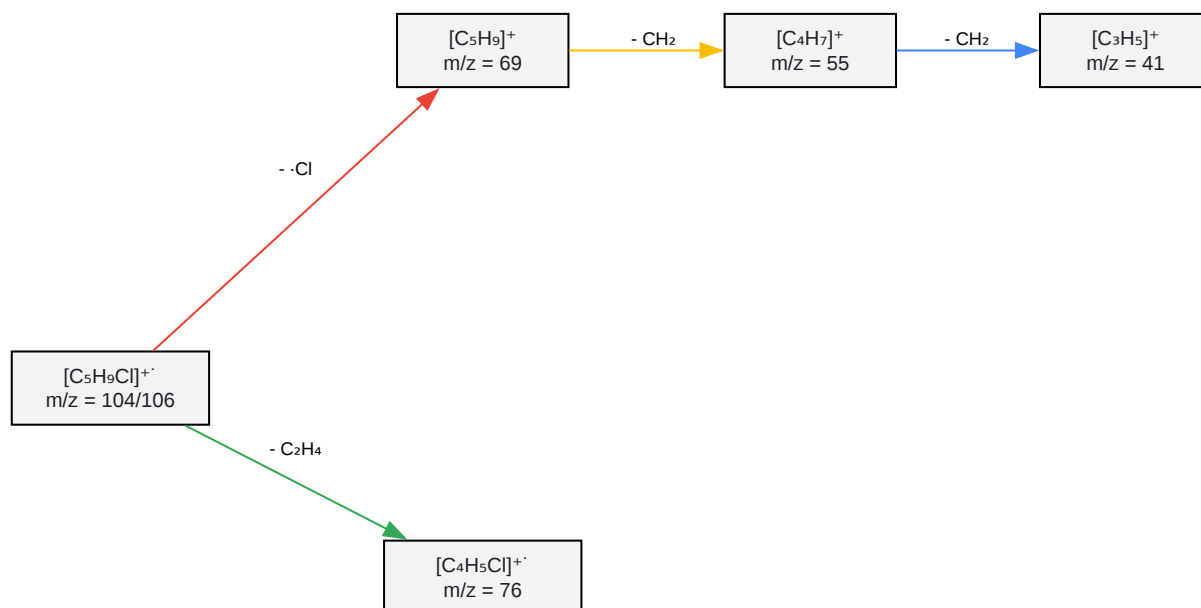 [C₅H₉]⁺
m/z = 69
- CH₂
[C₄H₇]⁺
m/z = 55
- CH₂
[C₃H₅]⁺
m/z = 41
- ·Cl
[C₅H₉Cl]⁺˙
m/z = 104/106
- C₂H₄
[C₄H₅Cl]⁺˙
m/z = 76